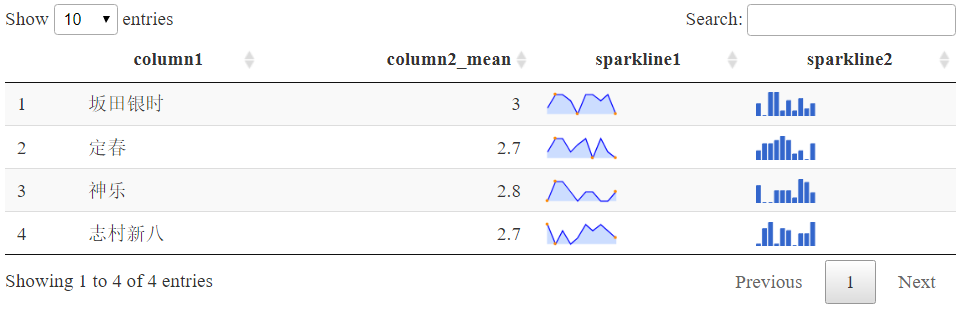 Show 10 entries Search:
column1 column2_mean sparkline1 sparkline2
1 坂田银时 3
2 定春 2.7
3 神乐 2.8
4 志村新八 2.7
Showing 1 to 4 of 4 entries Previous 1 Next